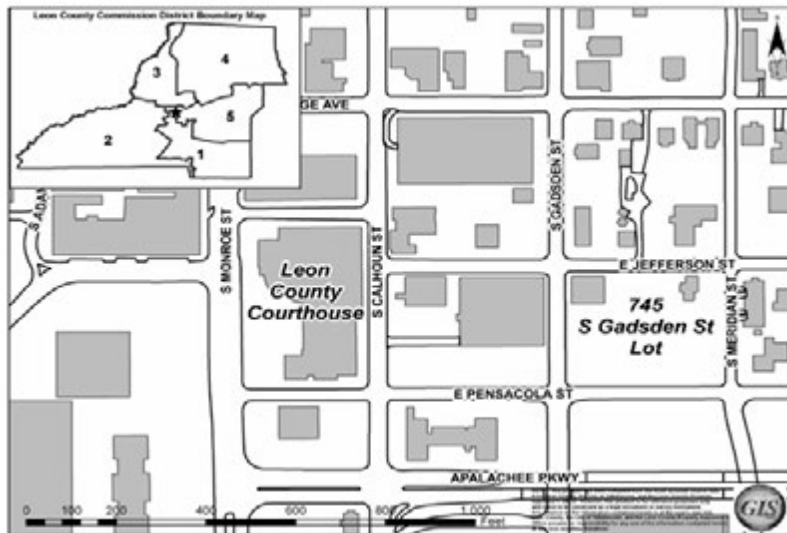 Leon County Commission District Boundary Map
3
4
5
2
1
GE AVE
S ADAM
S MONROE ST
S CALHOUN ST
S GADSDEN ST
E JEFFERSON ST
Leon
County
Courthouse
745
S Gadsden St
Lot
S MERIDIAN ST
E PENSACOLA ST
APALACHEE PKWY
0 100 200 400 600 800 1,000
Feet
GIS